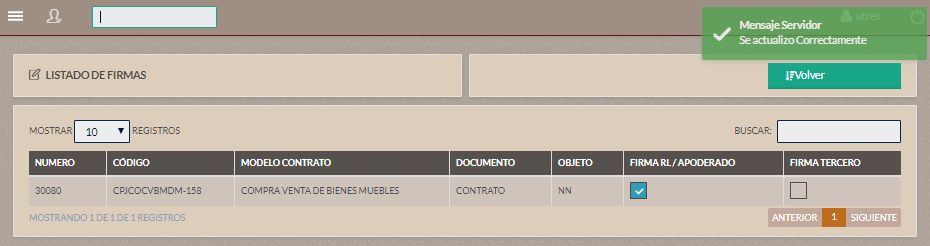 utres
Mensaje Servidor
Se actualizo Correctamente
LISTADO DE FIRMAS
Volver
MOSTRAR 10 REGISTROS
BUSCAR:
NUMERO CÓDIGO MODELO CONTRATO DOCUMENTO OBJETO FIRMA RL / APODERADO FIRMA TERCERO
30080 CPJCOCVBMDM-158 COMPRA VENTA DE BIENES MUEBLES CONTRATO NN
MOSTRANDO 1 DE 1 DE 1 REGISTROS
ANTERIOR 1 SIGUIENTE